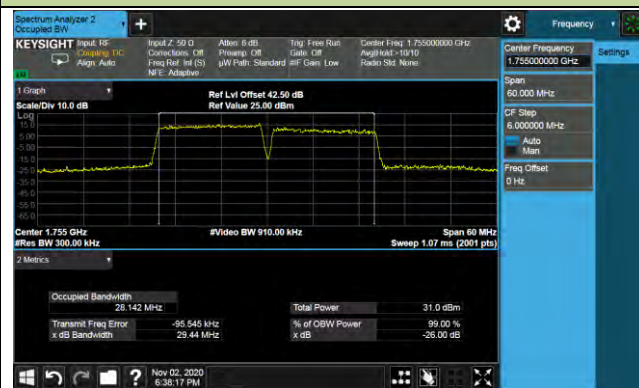 Spectrum Analyzer 2
Occupied BW
+
Frequency
KEYSIGHT Input: RF
Coupling: DC
Align: Auto
Input Z: 50 Ω
Corrections: Off
Freq Ref: Int (S)
NFE: Adaptive
Atten: 6 dB
Preamp: Off
µW Path: Standard
Trig: Free Run
Gate: Off
#IF Gain: Low
Center Freq: 1.755000000 GHz
Avg|Hold:>10/10
Radio Std: None
Center Frequency
1.755000000 GHz
Settings
Span
60.000 MHz
CF Step
6.000000 MHz
Auto
Man
Freq Offset
0 Hz
1 Graph
Scale/Div 10.0 dB
Ref Lvl Offset 42.50 dB
Ref Value 25.00 dBm
Log
15.0
5.00
-5.00
-15.0
-25.0
-35.0
-45.0
-55.0
-65.0
Center 1.755 GHz
#Res BW 300.00 kHz
#Video BW 910.00 kHz
Span 60 MHz
Sweep 1.07 ms (2001 pts)
2 Metrics
Occupied Bandwidth
28.142 MHz
Total Power 31.0 dBm
Transmit Freq Error -95.545 kHz
% of OBW Power 99.00 %
x dB Bandwidth 29.44 MHz
x dB -26.00 dB
?
Nov 02, 2020
6:38:17 PM